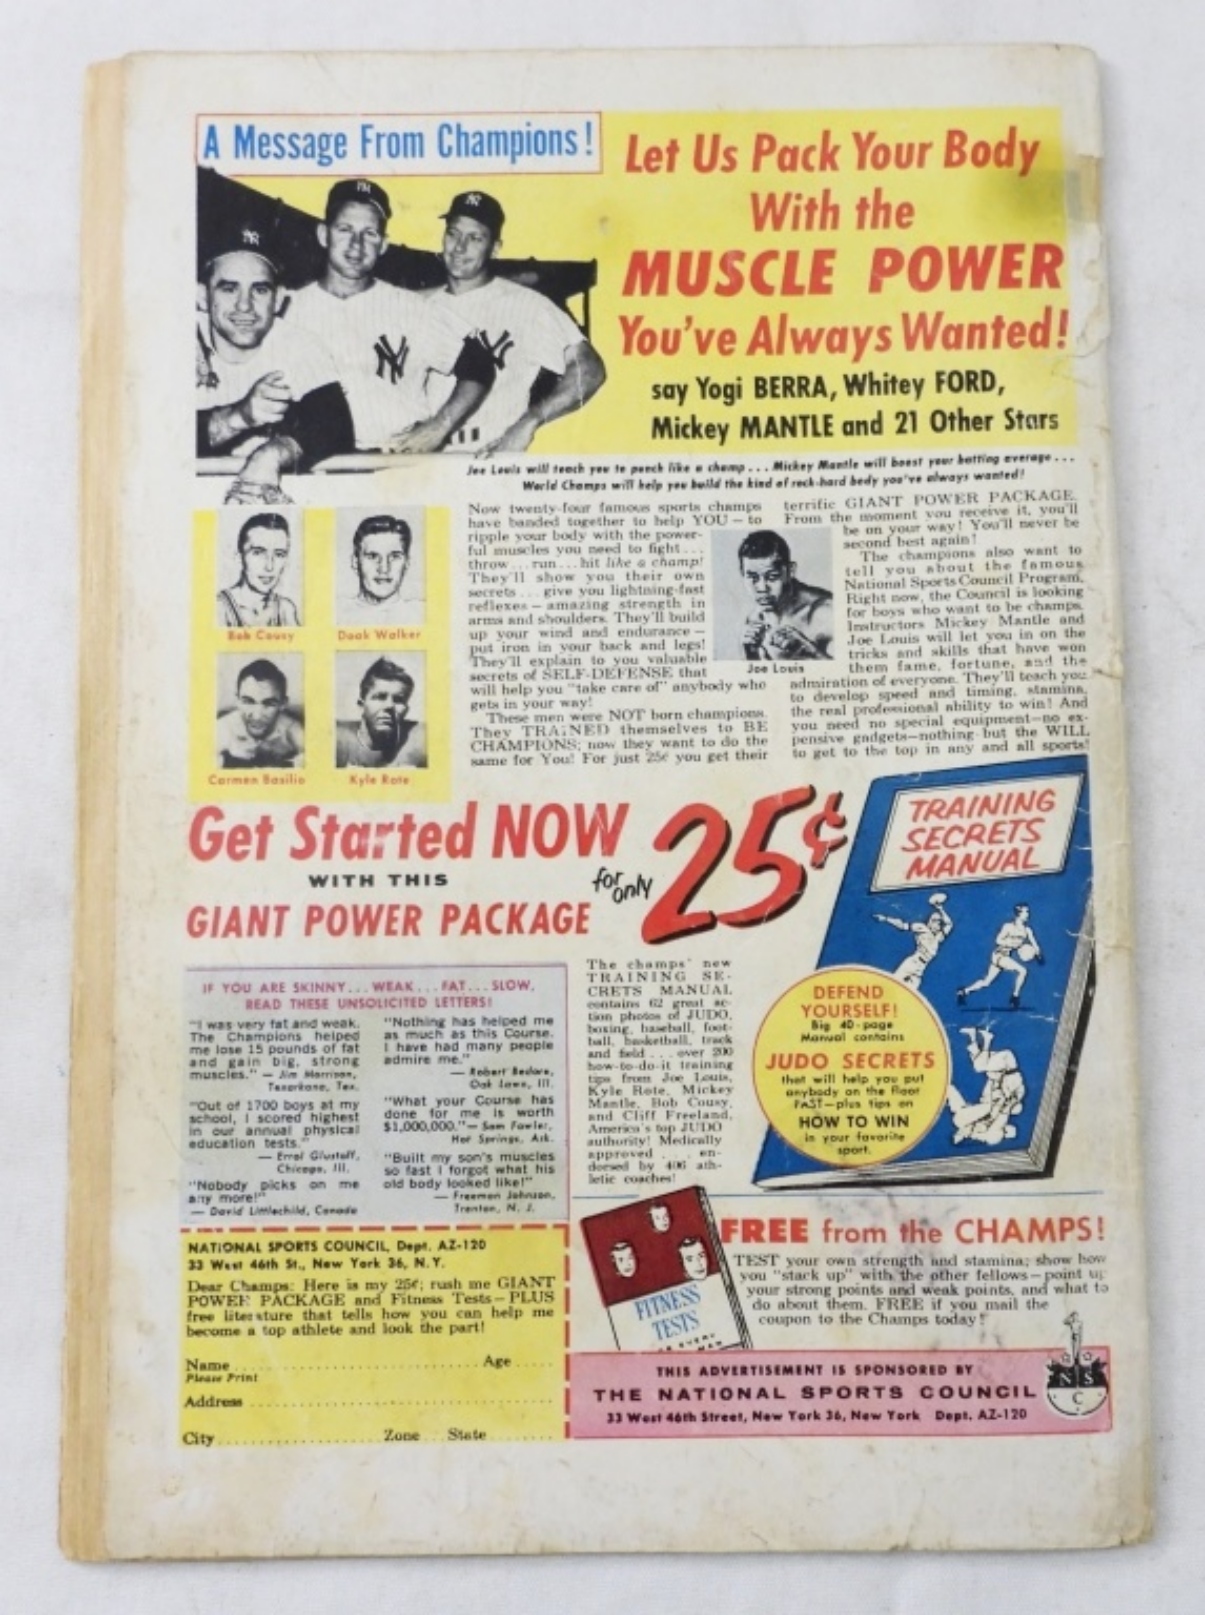 A Message From Champions!
Let Us Pack Your Body
With the
MUSCLE POWER
You've Always Wanted!
say Yogi BERRA, Whitey FORD,
Mickey MANTLE and 21 Other Stars
Joe Louis will teach you to punch like a champ... Mickey Mantle will boost your batting average...
World Champs will help you build the kind of rock-hard body you've always wanted!
Bob Cousy
Doak Walker
Carmen Basilio
Kyle Rote
Now twenty-four famous sports champs
have banded together to help YOU — to
ripple your body with the power-
ful muscles you need to fight...
throw...run...hit like a champ!
They'll show you their own
secrets...give you lightning-fast
reflexes — amazing strength in
arms and shoulders. They'll build
up your wind and endurance —
put iron in your back and legs!
They'll explain to you valuable
secrets of SELF-DEFENSE that
will help you "take care of" anybody who
gets in your way!
These men were NOT born champions.
They TRAINED themselves to BE
CHAMPIONS; now they want to do the
same for You! For just 25¢ you get their
Joe Louis
terrific GIANT POWER PACKAGE.
From the moment you receive it, you'll
be on your way! You'll never be
second best again!
The champions also want to
tell you about the famous
National Sports Council Program.
Right now, the Council is looking
for boys who want to be champs.
Instructors Mickey Mantle and
Joe Louis will let you in on the
tricks and skills that have won
them fame, fortune, and the
admiration of everyone. They'll teach you
to develop speed and timing, stamina,
the real professional ability to win! And
you need no special equipment—no ex-
pensive gadgets—nothing but the WILL
to get to the top in any and all sports!
Get Started NOW
WITH THIS
GIANT POWER PACKAGE
for only
25¢
TRAINING
SECRETS
MANUAL
DEFEND
YOURSELF!
Big 40-page
Manual contains
JUDO SECRETS
that will help you put
anybody on the floor
FAST—plus tips on
HOW TO WIN
in your favorite
sport.
IF YOU ARE SKINNY...WEAK...FAT...SLOW,
READ THESE UNSOLICITED LETTERS!
"I was very fat and weak.
The Champions helped
me lose 15 pounds of fat
and gain big, strong
muscles." — Jim Morrison,
Texarkana, Tex.
"Out of 1700 boys at my
school, I scored highest
in our annual physical
education tests."
— Errol Glustoff,
Chicago, Ill.
"Nobody picks on me
any more!"
— David Littlechild, Canada
"Nothing has helped me
as much as this Course.
I have had many people
admire me."
— Robert Bedore,
Oak Lawn, Ill.
"What your Course has
done for me is worth
$1,000,000."— Sam Fowler,
Hot Springs, Ark.
"Built my son's muscles
so fast I forgot what his
old body looked like!"
— Freeman Johnson,
Trenton, N. J.
The champs' new
TRAINING SE-
CRETS MANUAL
contains 62 great ac-
tion photos of JUDO,
boxing, baseball, foot-
ball, basketball, track
and field...over 200
how-to-do-it training
tips from Joe Louis,
Kyle Rote, Mickey
Mantle, Bob Cousy,
and Cliff Freeland,
America's top JUDO
authority! Medically
approved...en-
dorsed by 406 ath-
letic coaches!
NATIONAL SPORTS COUNCIL, Dept. AZ-120
33 West 46th St., New York 36, N.Y.
Dear Champs: Here is my 25¢; rush me GIANT
POWER PACKAGE and Fitness Tests—PLUS
free literature that tells how you can help me
become a top athlete and look the part!
Name Age
Please Print
Address
City Zone State
FITNESS
TESTS
FREE from the CHAMPS!
TEST your own strength and stamina; show how
you "stack up" with the other fellows—point up
your strong points and weak points, and what to
do about them. FREE if you mail the
coupon to the Champs today!
THIS ADVERTISEMENT IS SPONSORED BY
THE NATIONAL SPORTS COUNCIL
33 West 46th Street, New York 36, New York Dept. AZ-120
N S
C